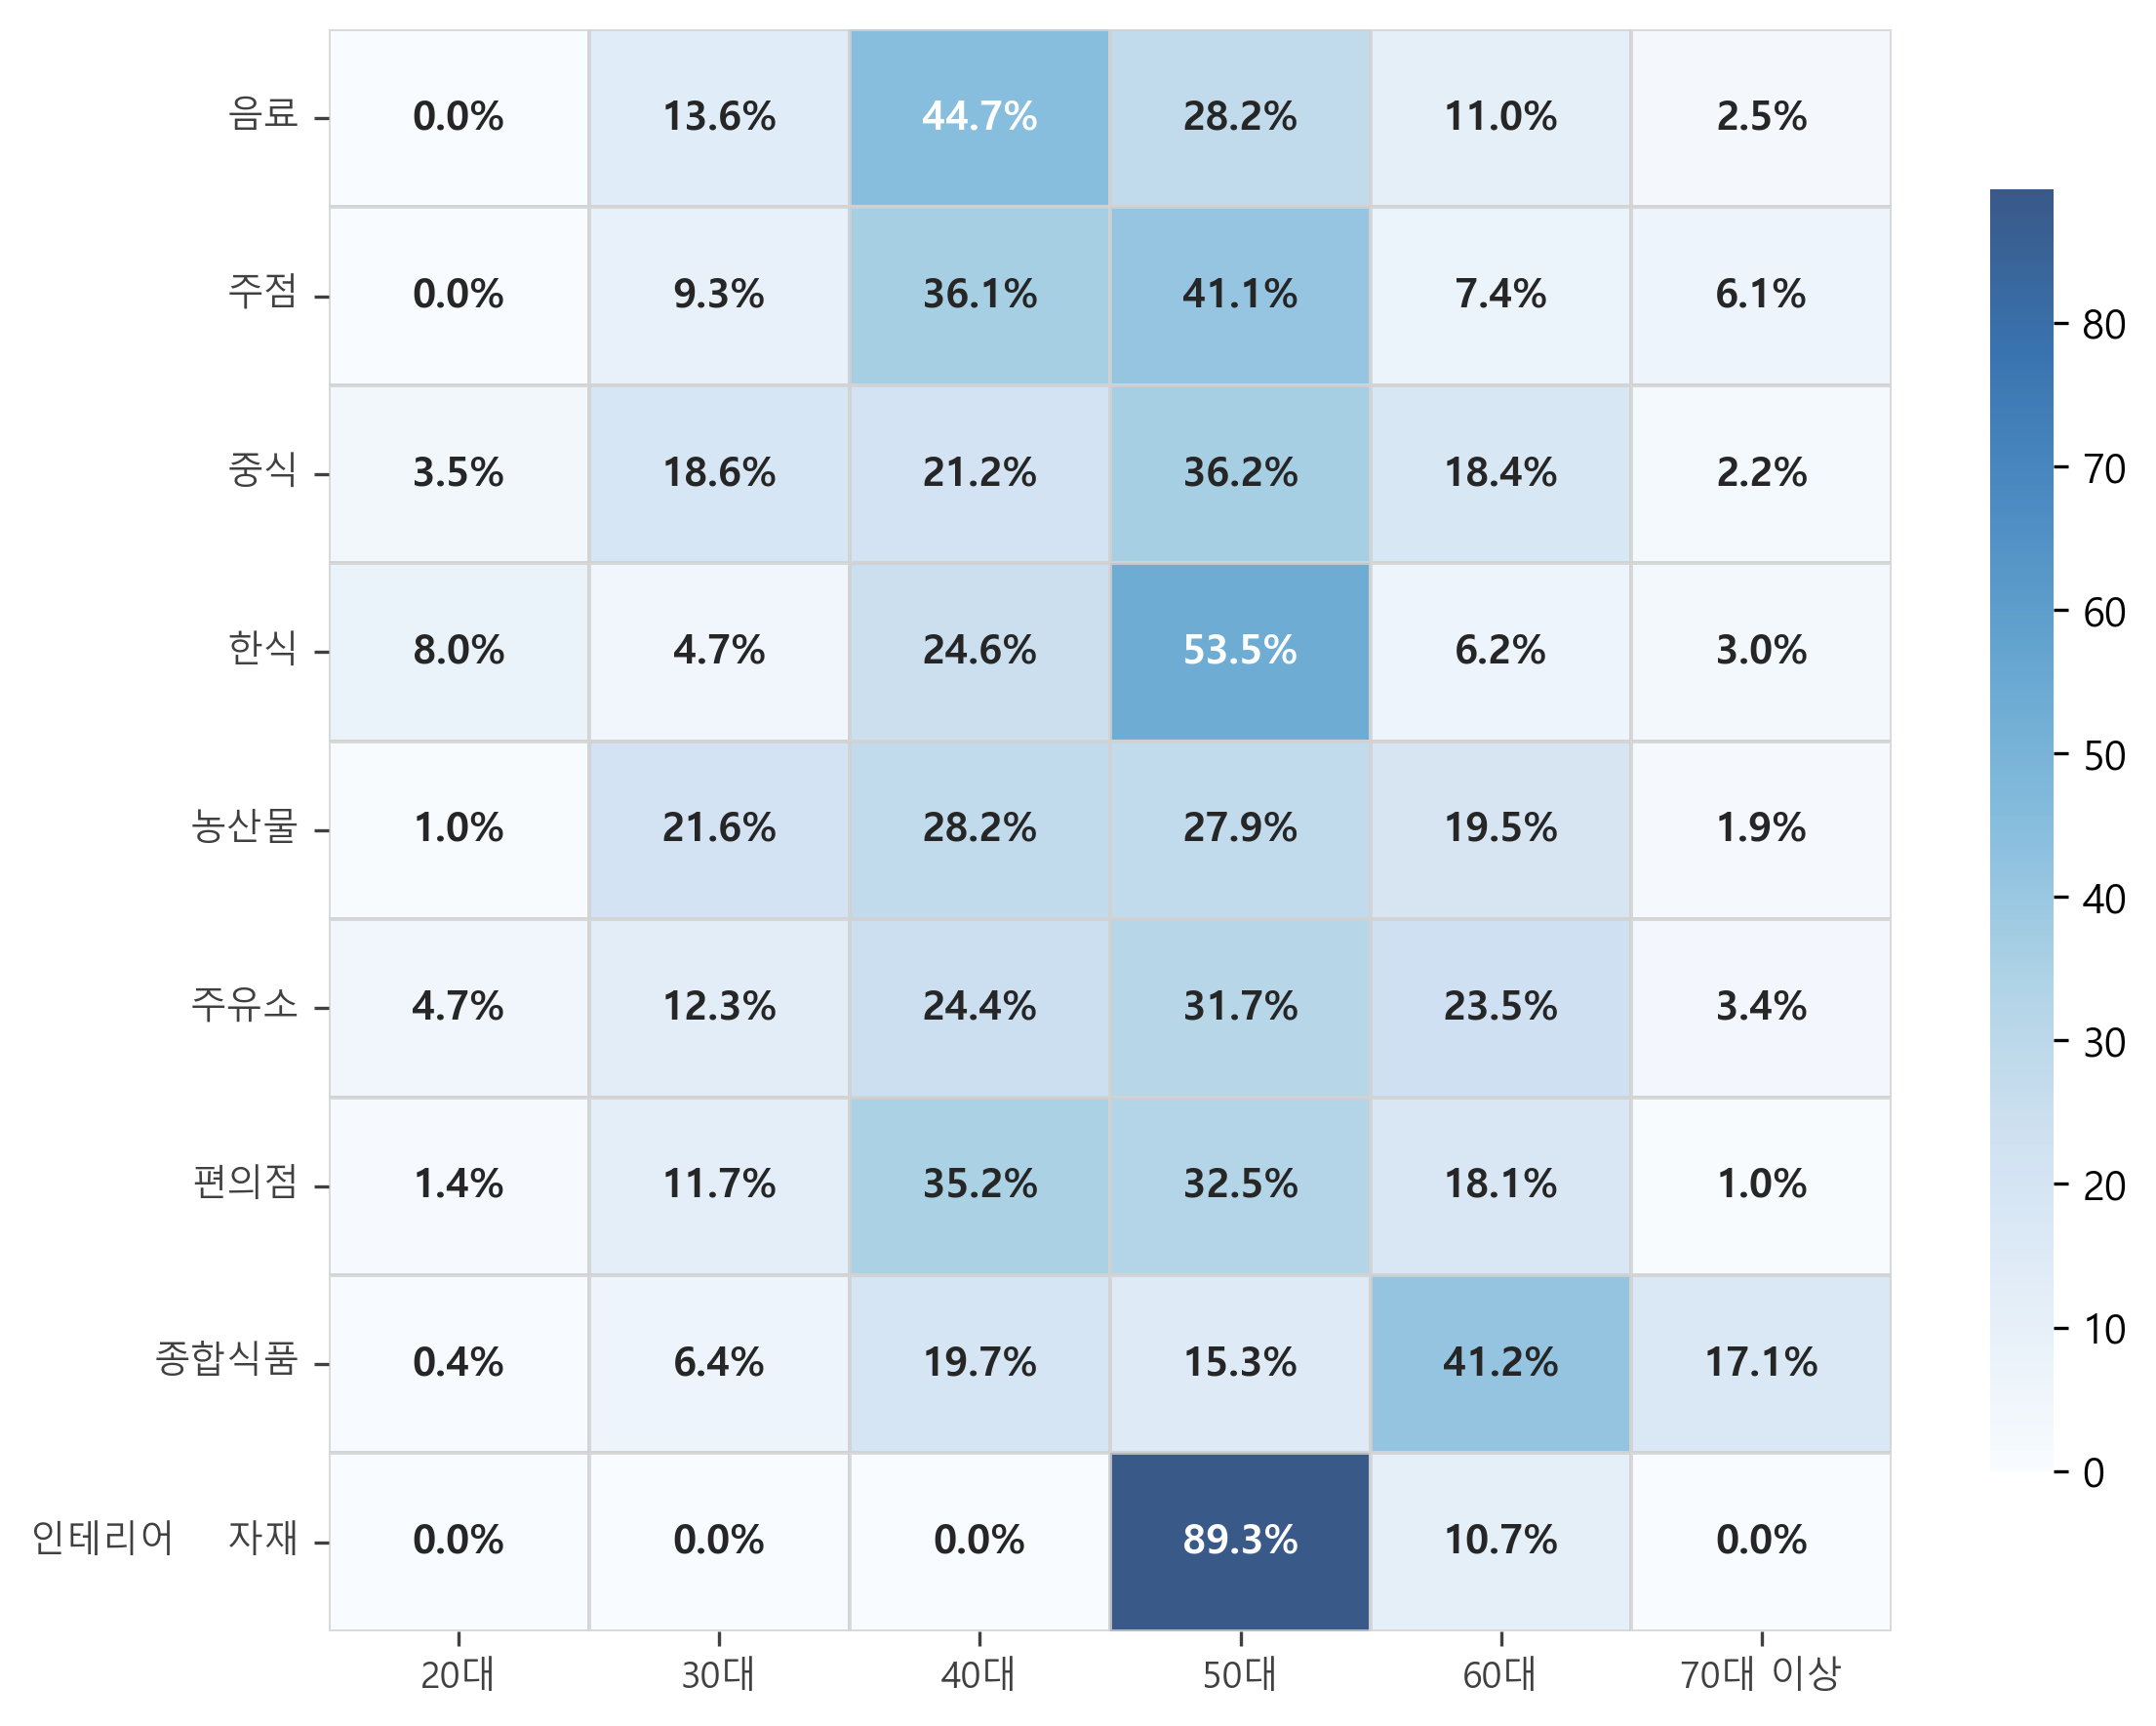 음료 0.0% 13.6% 44.7% 28.2% 11.0% 2.5%
주점 0.0% 9.3% 36.1% 41.1% 7.4% 6.1%
중식 3.5% 18.6% 21.2% 36.2% 18.4% 2.2%
한식 8.0% 4.7% 24.6% 53.5% 6.2% 3.0%
농산물 1.0% 21.6% 28.2% 27.9% 19.5% 1.9%
주유소 4.7% 12.3% 24.4% 31.7% 23.5% 3.4%
편의점 1.4% 11.7% 35.2% 32.5% 18.1% 1.0%
종합식품 0.4% 6.4% 19.7% 15.3% 41.2% 17.1%
인테리어 자재 0.0% 0.0% 0.0% 89.3% 10.7% 0.0%
20대 30대 40대 50대 60대 70대 이상
80
70
60
50
40
30
20
10
0